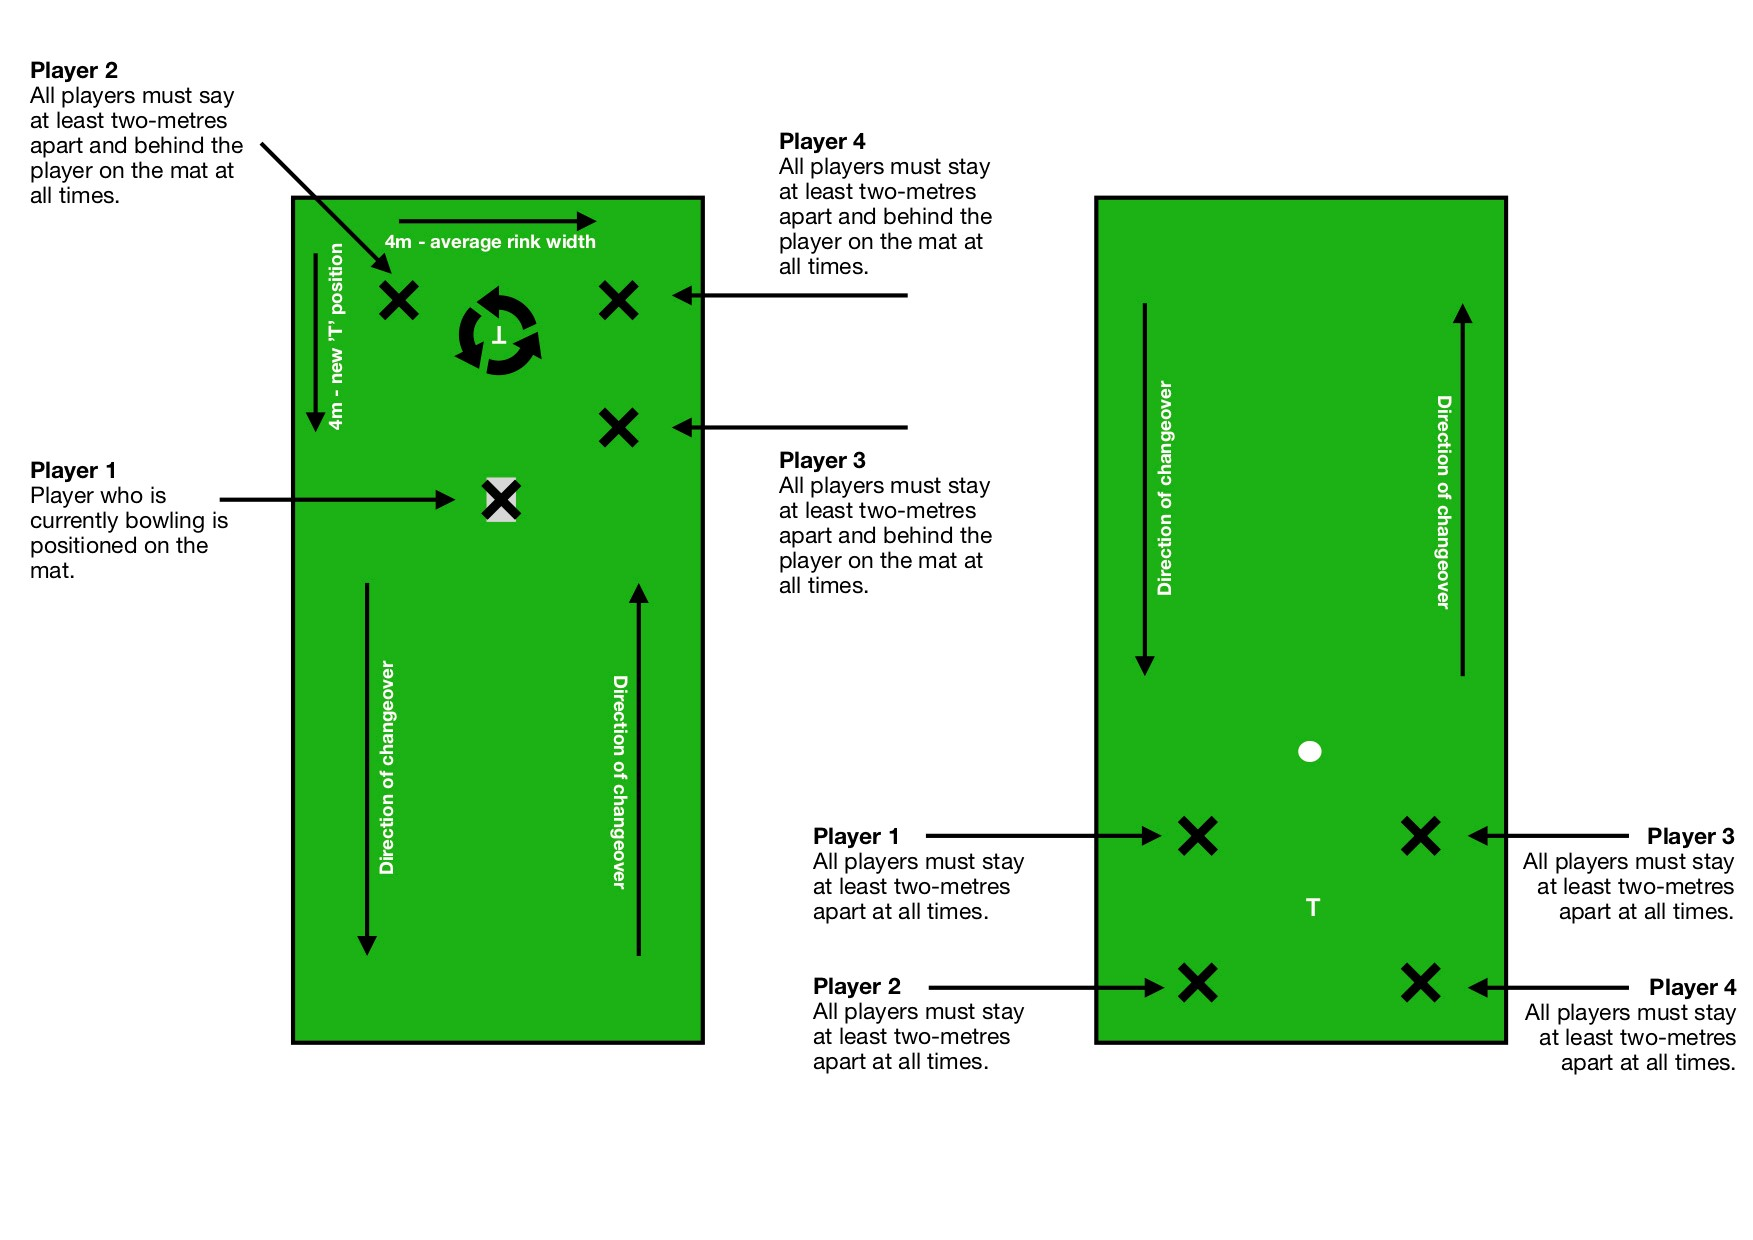 Player 2
All players must say
at least two-metres
apart and behind the
player on the mat at
all times.
4m - average rink width
4m - new 'T' position
T
Player 4
All players must stay
at least two-metres
apart and behind the
player on the mat at
all times.
Player 1
Player who is
currently bowling is
positioned on the
mat.
Player 3
All players must stay
at least two-metres
apart and behind the
player on the mat at
all times.
Direction of changeover
Direction of changeover
Direction of changeover
Direction of changeover
Player 1
All players must stay
at least two-metres
apart at all times.
Player 3
All players must stay
at least two-metres
apart at all times.
T
Player 2
All players must stay
at least two-metres
apart at all times.
Player 4
All players must stay
at least two-metres
apart at all times.